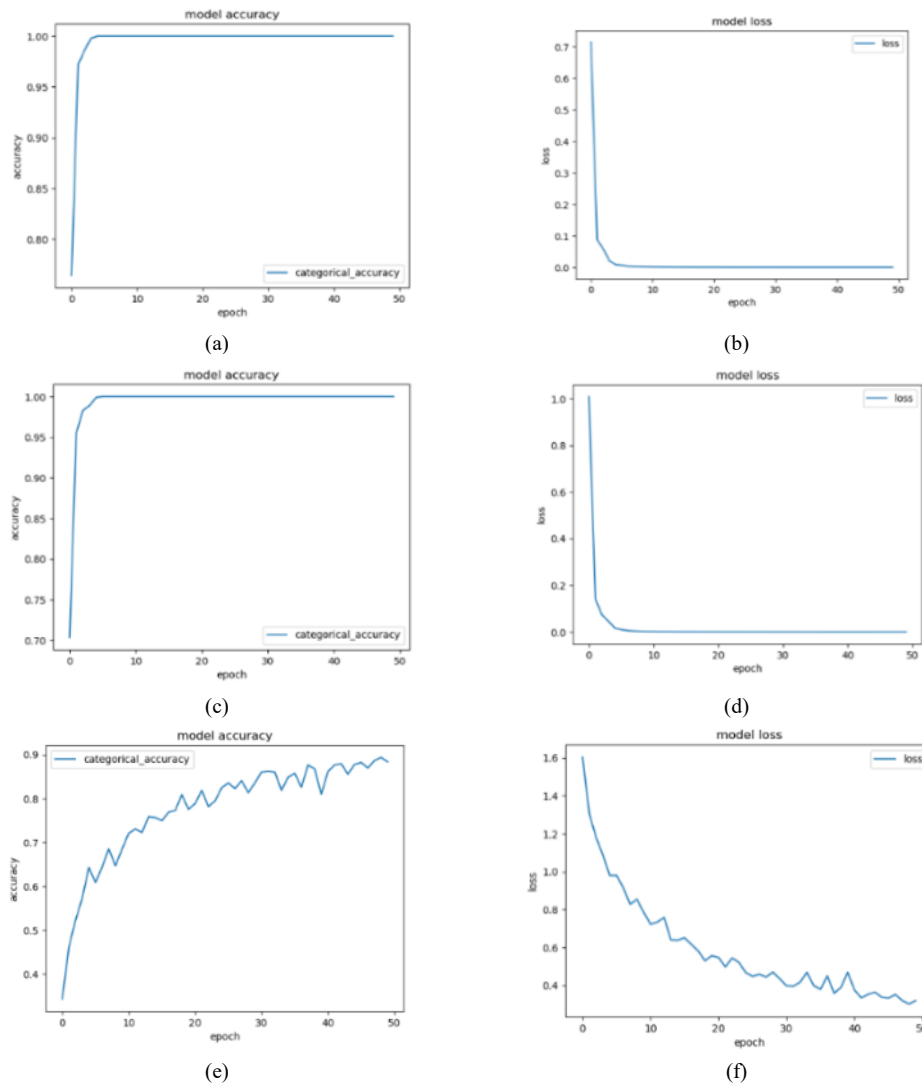 model accuracy
1.00
0.95
0.90
0.85
0.80
accuracy
categorical_accuracy
0 10 20 30 40 50
epoch
(a)
model loss
0.7
0.6
0.5
0.4
0.3
0.2
0.1
0.0
loss
loss
0 10 20 30 40 50
epoch
(b)
model accuracy
1.00
0.95
0.90
0.85
0.80
0.75
0.70
accuracy
categorical_accuracy
0 10 20 30 40 50
epoch
(c)
model loss
1.0
0.8
0.6
0.4
0.2
0.0
loss
loss
0 10 20 30 40 50
epoch
(d)
model accuracy
0.9
0.8
0.7
0.6
0.5
0.4
accuracy
categorical_accuracy
0 10 20 30 40 50
epoch
(e)
model loss
1.6
1.4
1.2
1.0
0.8
0.6
0.4
loss
loss
0 10 20 30 40 50
epoch
(f)